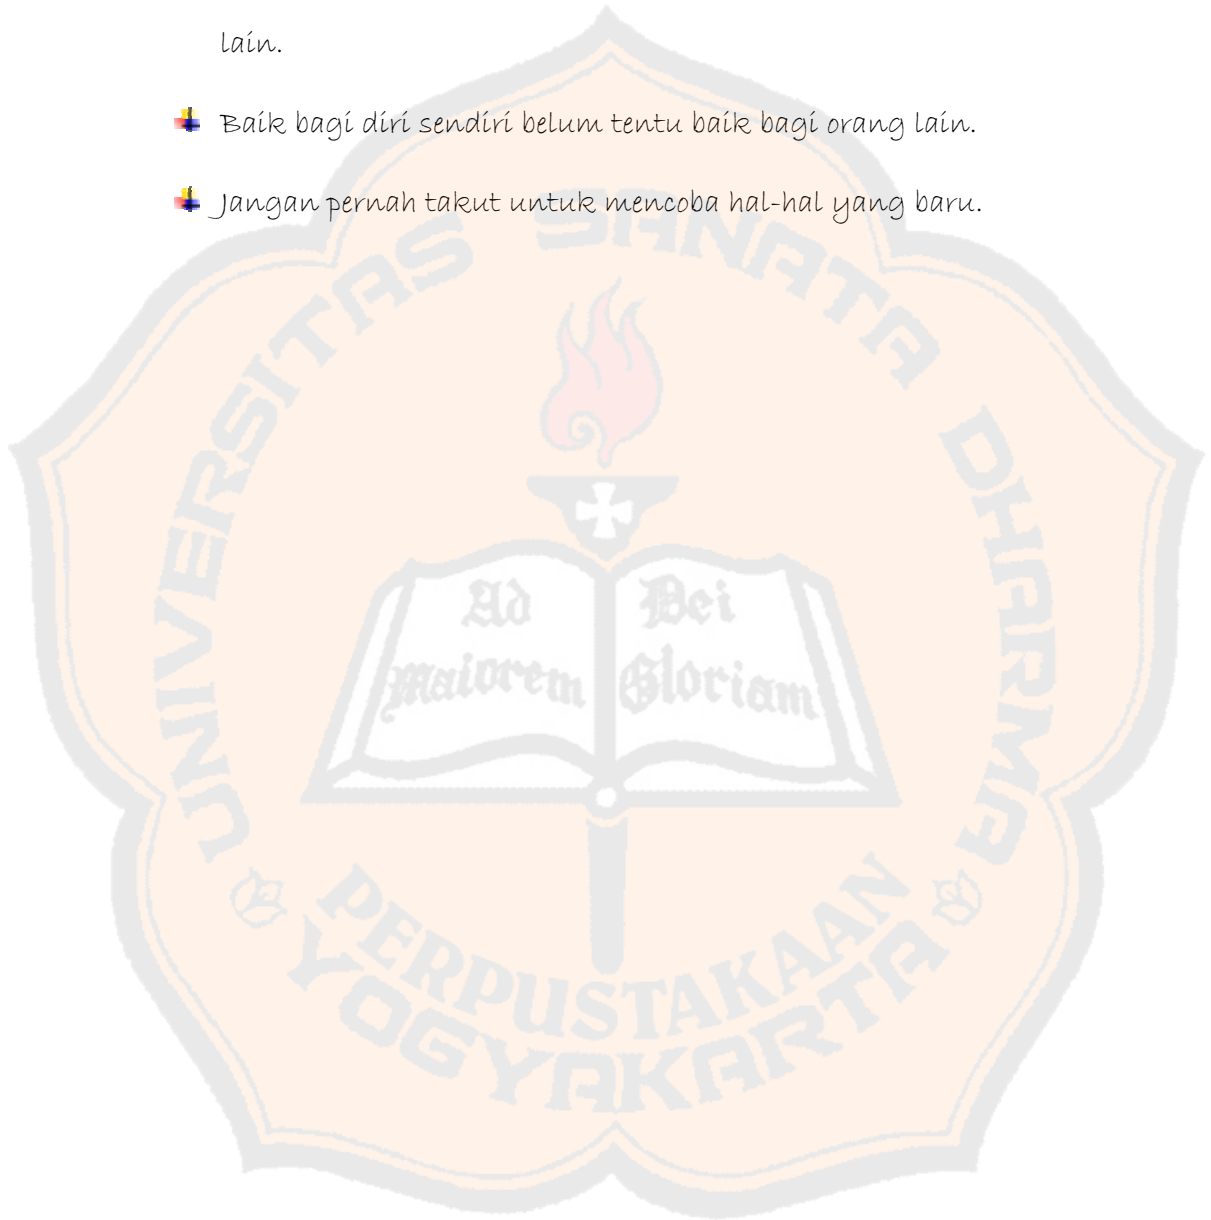 lain.
Baik bagi diri sendiri belum tentu baik bagi orang lain.
Jangan pernah takut untuk mencoba hal-hal yang baru.
UNIVERSITAS SANATA DHARMA
Ad Dei
Maiorem Gloriam
PERPUSTAKAAN
YOGYAKARTA